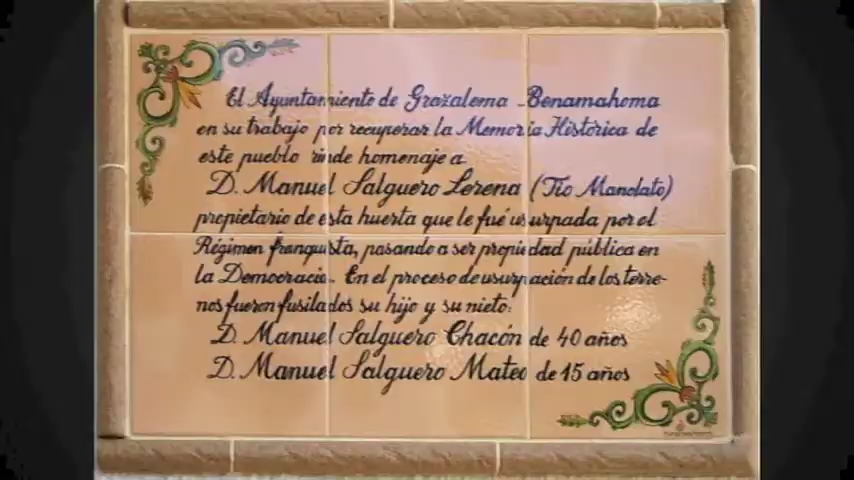 El Ayuntamiento de Grazalema - Benamahoma
en su trabajo por recuperar la Memoria Historica de
este pueblo rinde homenaje a
D. Manuel Salguero Lerena (Tio Manolato)
propietario de esta huerta que le fué usurpada por el
Régimen franquista, pasando a ser propiedad pública en
la Democracia. En el proceso de usurpación de los terre-
nos fueron fusilados su hijo y su nieto:
D. Manuel Salguero Chacón de 40 años
D. Manuel Salguero Mateo de 15 años